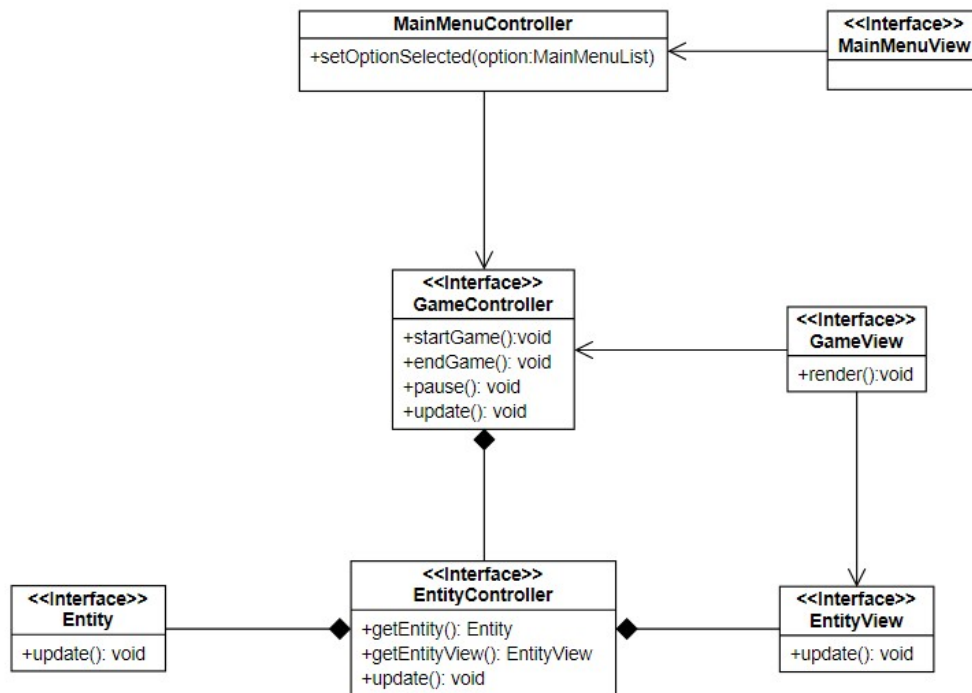 MainMenuController
+setOptionSelected(option:MainMenuList)
<<Interface>>
MainMenuView
<<Interface>>
GameController
+startGame():void
+endGame(): void
+pause(): void
+update(): void
<<Interface>>
GameView
+render():void
<<Interface>>
Entity
+update(): void
<<Interface>>
EntityController
+getEntity(): Entity
+getEntityView(): EntityView
+update(): void
<<Interface>>
EntityView
+update(): void